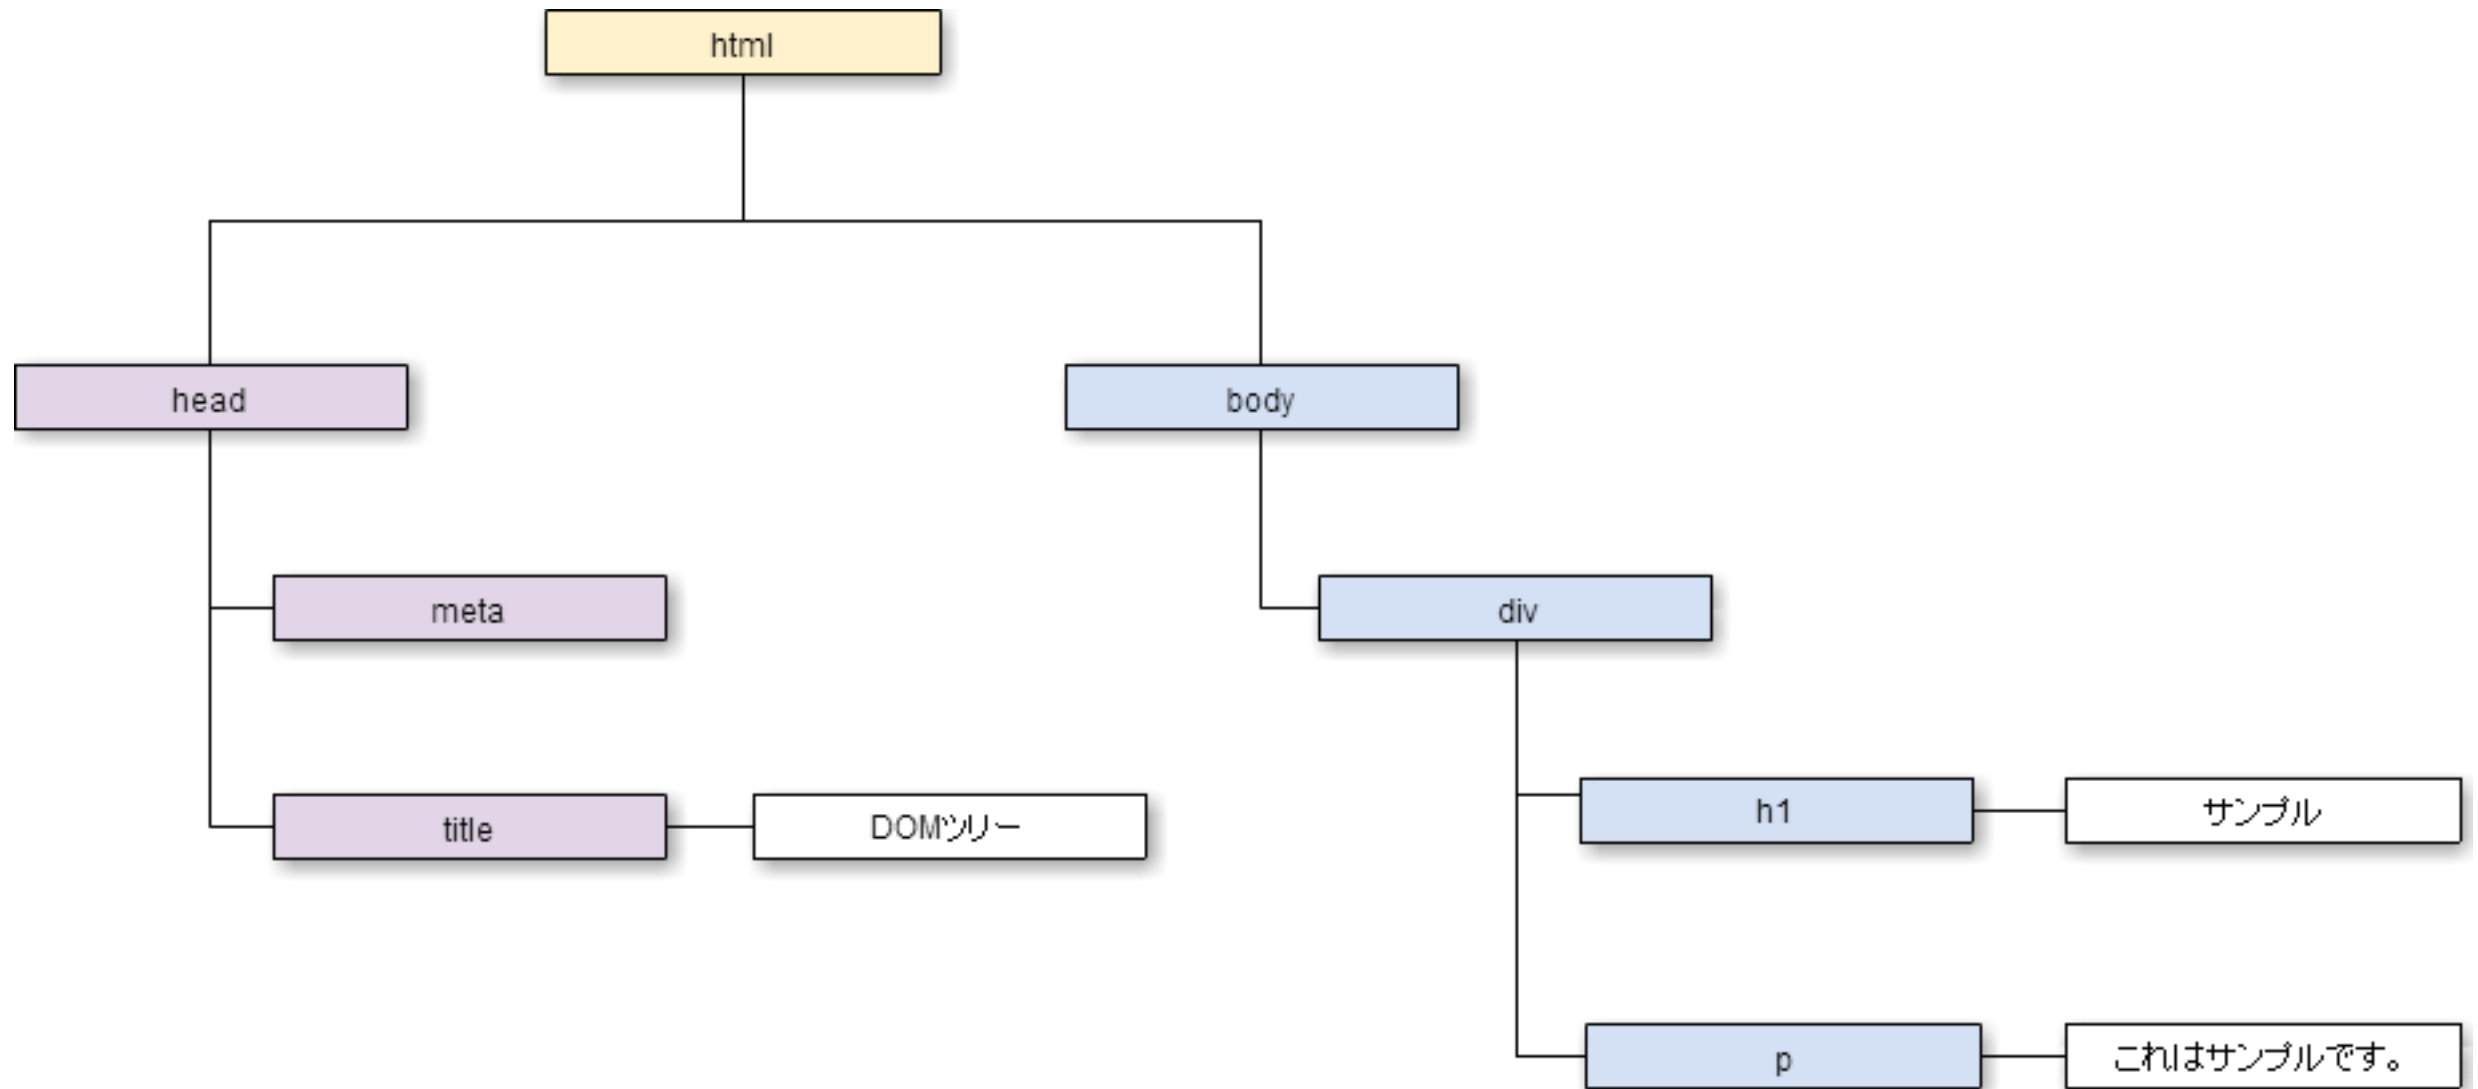 html
head
body
meta
div
title
DOMツリー
h1
サンプル
p
これはサンプルです。